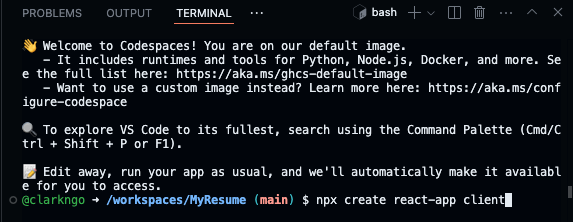 PROBLEMS OUTPUT TERMINAL bash
👋 Welcome to Codespaces! You are on our default image.
- It includes runtimes and tools for Python, Node.js, Docker, and more. Se
e the full list here: https://aka.ms/ghcs-default-image
- Want to use a custom image instead? Learn more here: https://aka.ms/conf
igure-codespace
🔍 To explore VS Code to its fullest, search using the Command Palette (Cmd/C
trl + Shift + P or F1).
📝 Edit away, run your app as usual, and we'll automatically make it availabl
e for you to access.
@clarkngo ➜ /workspaces/MyResume (main) $ npx create react-app client